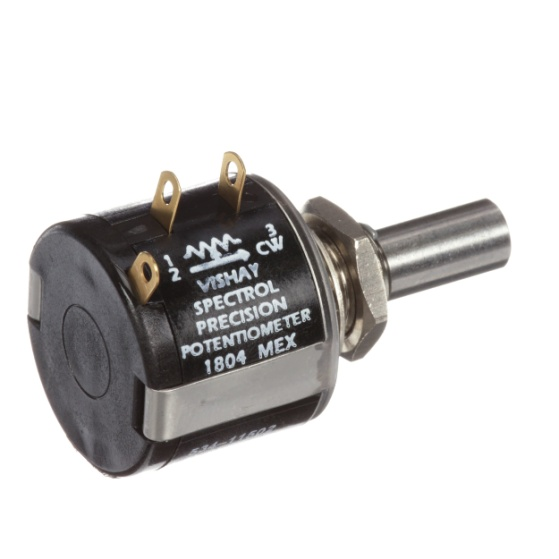 1 3
2 CW
VISHAY
SPECTROL
PRECISION
POTENTIOMETER
1804 MEX